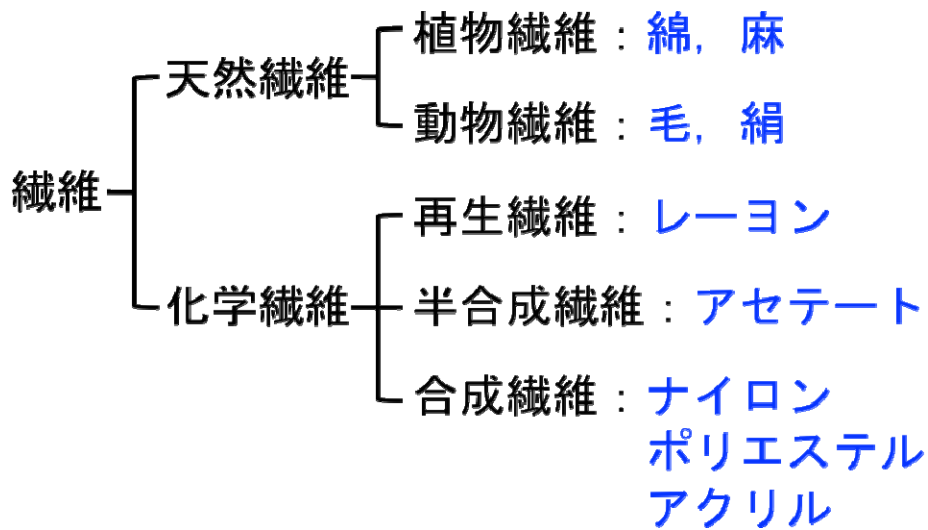 植物繊維：綿，麻
天然繊維
動物繊維：毛，絹
繊維
再生繊維：レーヨン
化学繊維
半合成繊維：アセテート
合成繊維：ナイロン
ポリエステル
アクリル